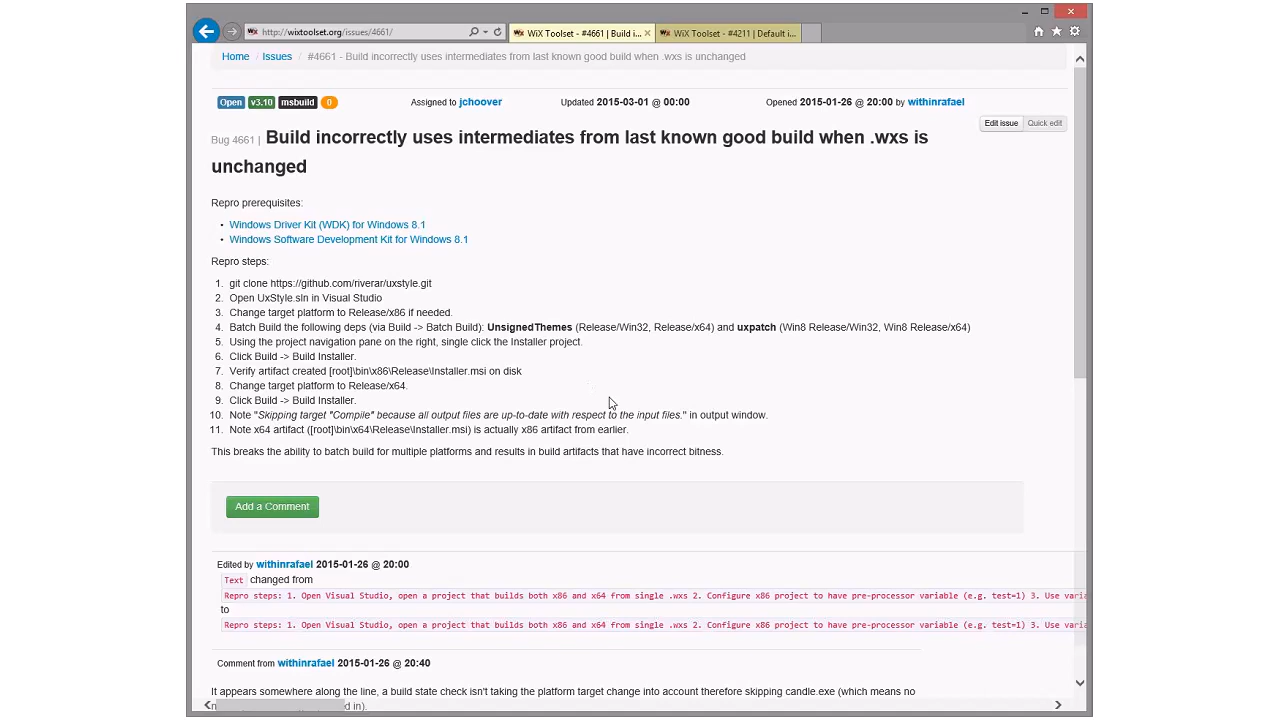 http://wixtoolset.org/issues/4661/
WiX Toolset - #4661 | Build i...
WiX Toolset - #4211 | Default i...
Home / Issues / #4661 - Build incorrectly uses intermediates from last known good build when .wxs is unchanged
Open v3.10 msbuild 0 Assigned to jchoover Updated 2015-03-01 @ 00:00 Opened 2015-01-26 @ 20:00 by withinrafael
Edit issue Quick edit
Bug 4661 | Build incorrectly uses intermediates from last known good build when .wxs is
unchanged
Repro prerequisites:
• Windows Driver Kit (WDK) for Windows 8.1
• Windows Software Development Kit for Windows 8.1
Repro steps:
1. git clone https://github.com/riverar/uxstyle.git
2. Open UxStyle.sln in Visual Studio
3. Change target platform to Release/x86 if needed.
4. Batch Build the following deps (via Build -> Batch Build): UnsignedThemes (Release/Win32, Release/x64) and uxpatch (Win8 Release/Win32, Win8 Release/x64)
5. Using the project navigation pane on the right, single click the Installer project.
6. Click Build -> Build Installer.
7. Verify artifact created [root]\bin\x86\Release\Installer.msi on disk
8. Change target platform to Release/x64.
9. Click Build -> Build Installer.
10. Note "Skipping target "Compile" because all output files are up-to-date with respect to the input files." in output window.
11. Note x64 artifact ([root]\bin\x64\Release\Installer.msi) is actually x86 artifact from earlier.
This breaks the ability to batch build for multiple platforms and results in build artifacts that have incorrect bitness.
Add a Comment
Edited by withinrafael 2015-01-26 @ 20:00
Text changed from
Repro steps: 1. Open Visual Studio, open a project that builds both x86 and x64 from single .wxs 2. Configure x86 project to have pre-processor variable (e.g. test=1) 3. Use varia
to
Repro steps: 1. Open Visual Studio, open a project that builds both x86 and x64 from single .wxs 2. Configure x86 project to have pre-processor variable (e.g. test=1) 3. Use varia
Comment from withinrafael 2015-01-26 @ 20:40
It appears somewhere along the line, a build state check isn't taking the platform target change into account therefore skipping candle.exe (which means no
d in).